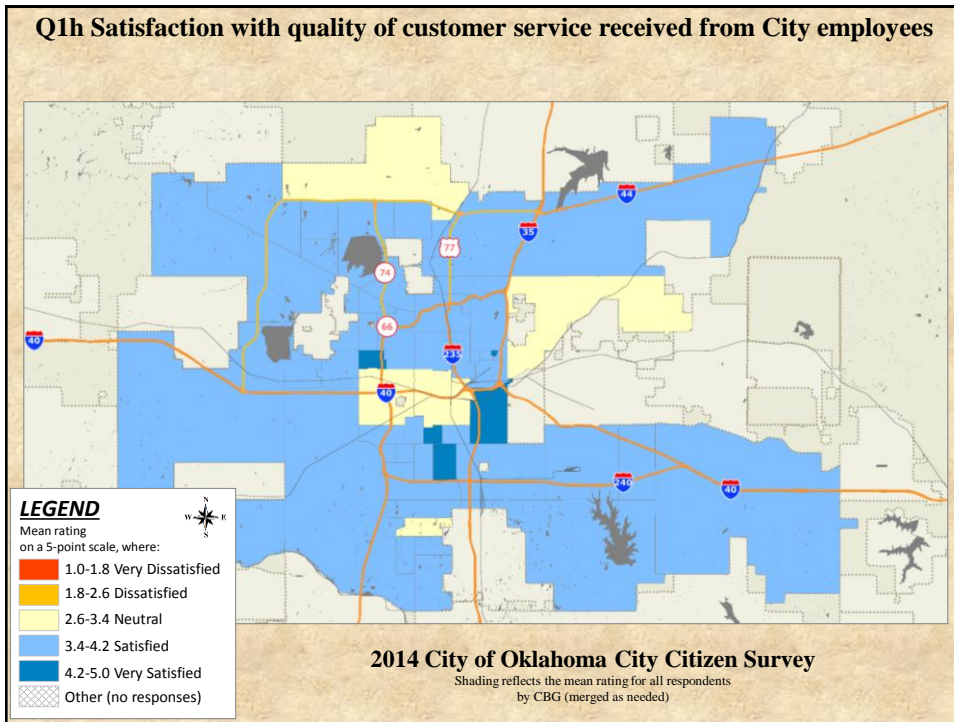 Q1h Satisfaction with quality of customer service received from City employees
44
35
77
74
66
40
235
40
240
40
LEGEND
N
W E
S
Mean rating
on a 5-point scale, where:
1.0-1.8 Very Dissatisfied
1.8-2.6 Dissatisfied
2.6-3.4 Neutral
3.4-4.2 Satisfied
4.2-5.0 Very Satisfied
Other (no responses)
2014 City of Oklahoma City Citizen Survey
Shading reflects the mean rating for all respondents
by CBG (merged as needed)